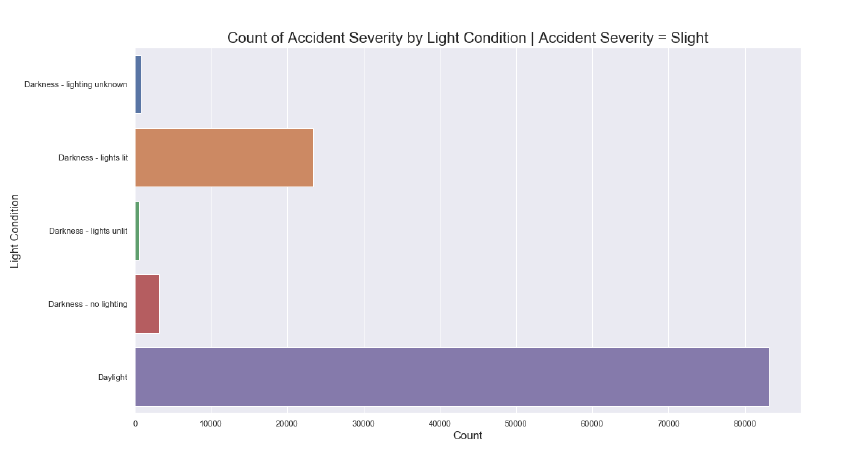 Count of Accident Severity by Light Condition | Accident Severity = Slight
Light Condition
Darkness - lighting unknown
Darkness - lights lit
Darkness - lights unlit
Darkness - no lighting
Daylight
0 10000 20000 30000 40000 50000 60000 70000 80000
Count